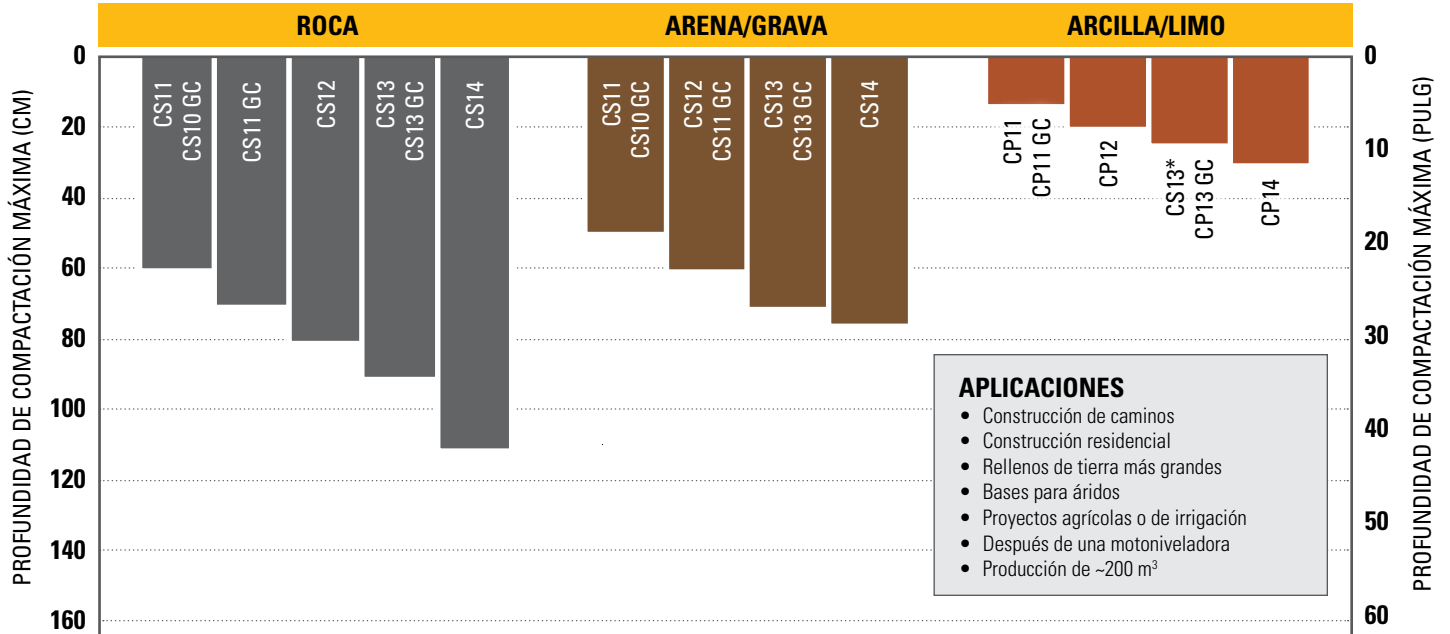 ROCA
ARENA/GRAVA
ARCILLA/LIMO
PROFUNDIDAD DE COMPACTACIÓN MÁXIMA (CM)
0
20
40
60
80
100
120
140
160
CS11
CS10 GC
CS11 GC
CS12
CS13
CS13 GC
CS14
CS11
CS10 GC
CS12
CS11 GC
CS13
CS13 GC
CS14
CP11
CP11 GC
CP12
CS13*
CP13 GC
CP14
0
10
20
30
40
50
60
PROFUNDIDAD DE COMPACTACIÓN MÁXIMA (PULG)
APLICACIONES
• Construcción de caminos
• Construcción residencial
• Rellenos de tierra más grandes
• Bases para áridos
• Proyectos agrícolas o de irrigación
• Después de una motoniveladora
• Producción de ~200 m³